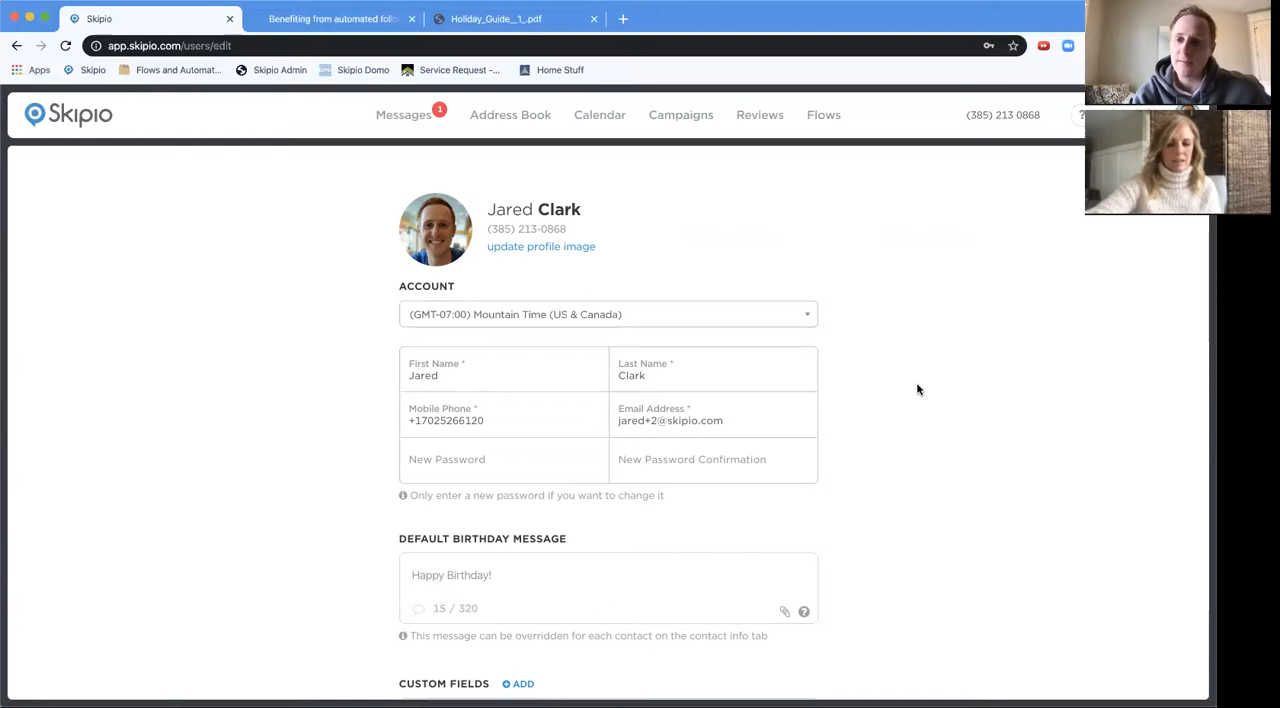 Skipio
Benefiting from automated follo
Holiday_Guide__1_.pdf
app.skipio.com/users/edit
Apps
Skipio
Flows and Automat...
Skipio Admin
Skipio Domo
Service Request -...
Home Stuff
Skipio
Messages 1
Address Book
Calendar
Campaigns
Reviews
Flows
(385) 213 0868
?
Jared Clark
(385) 213-0868
update profile image
ACCOUNT
(GMT-07:00) Mountain Time (US & Canada)
First Name *
Jared
Last Name *
Clark
Mobile Phone *
+17025266120
Email Address *
jared+2@skipio.com
New Password
New Password Confirmation
Only enter a new password if you want to change it
DEFAULT BIRTHDAY MESSAGE
Happy Birthday!
15 / 320
This message can be overridden for each contact on the contact info tab
CUSTOM FIELDS
ADD